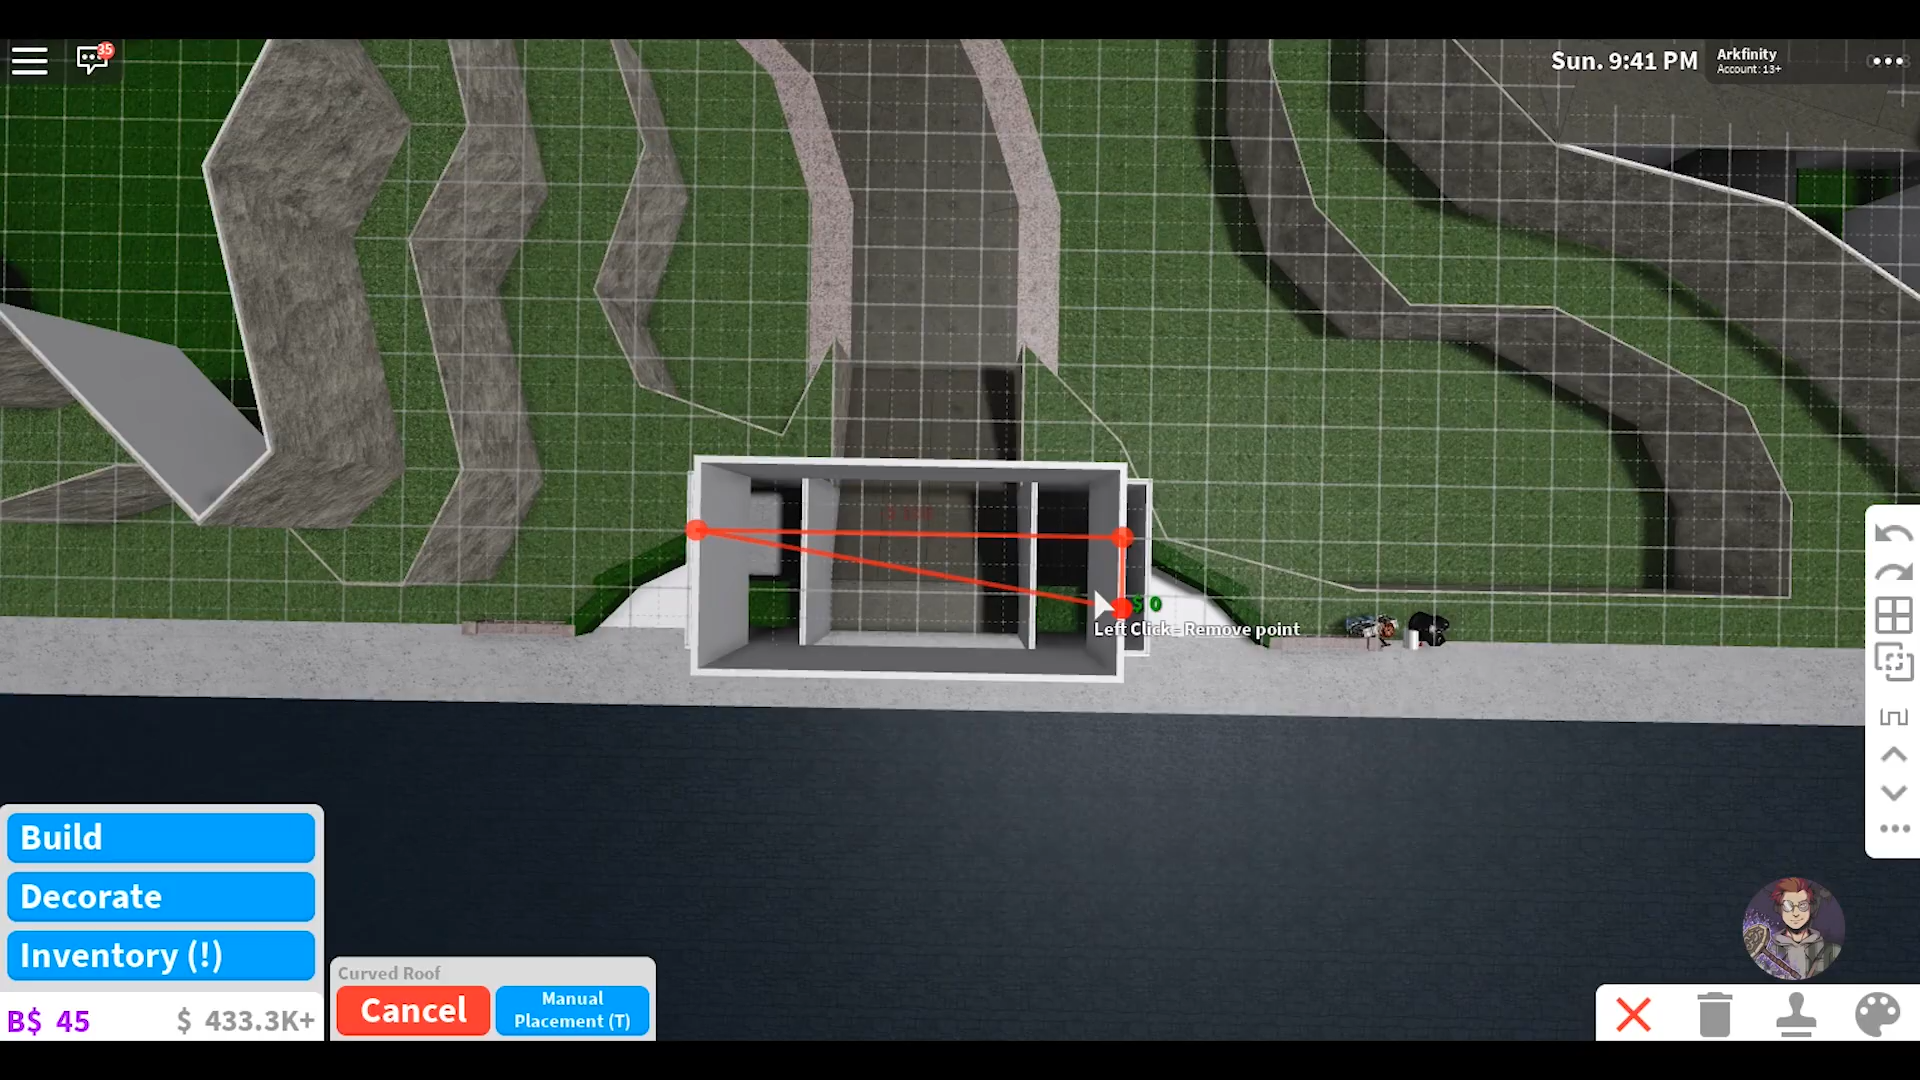 35
Sun. 9:41 PM
Arkfinity
Account: 13+
$ 0
Left Click - Remove point
Build
Decorate
Inventory (!)
B$ 45
$ 433.3K+
Curved Roof
Cancel
Manual
Placement (T)